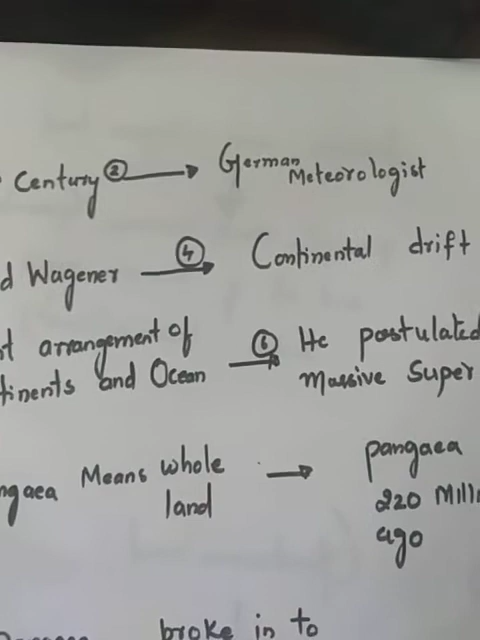 Century ② → German Meteorologist
d Wagener ④ → Continental drift
t arrangement of
tinents and Ocean ⑥ → He postulated
massive Super
ngaea Means whole land → pangaea
220 Mill
ago
broke in to